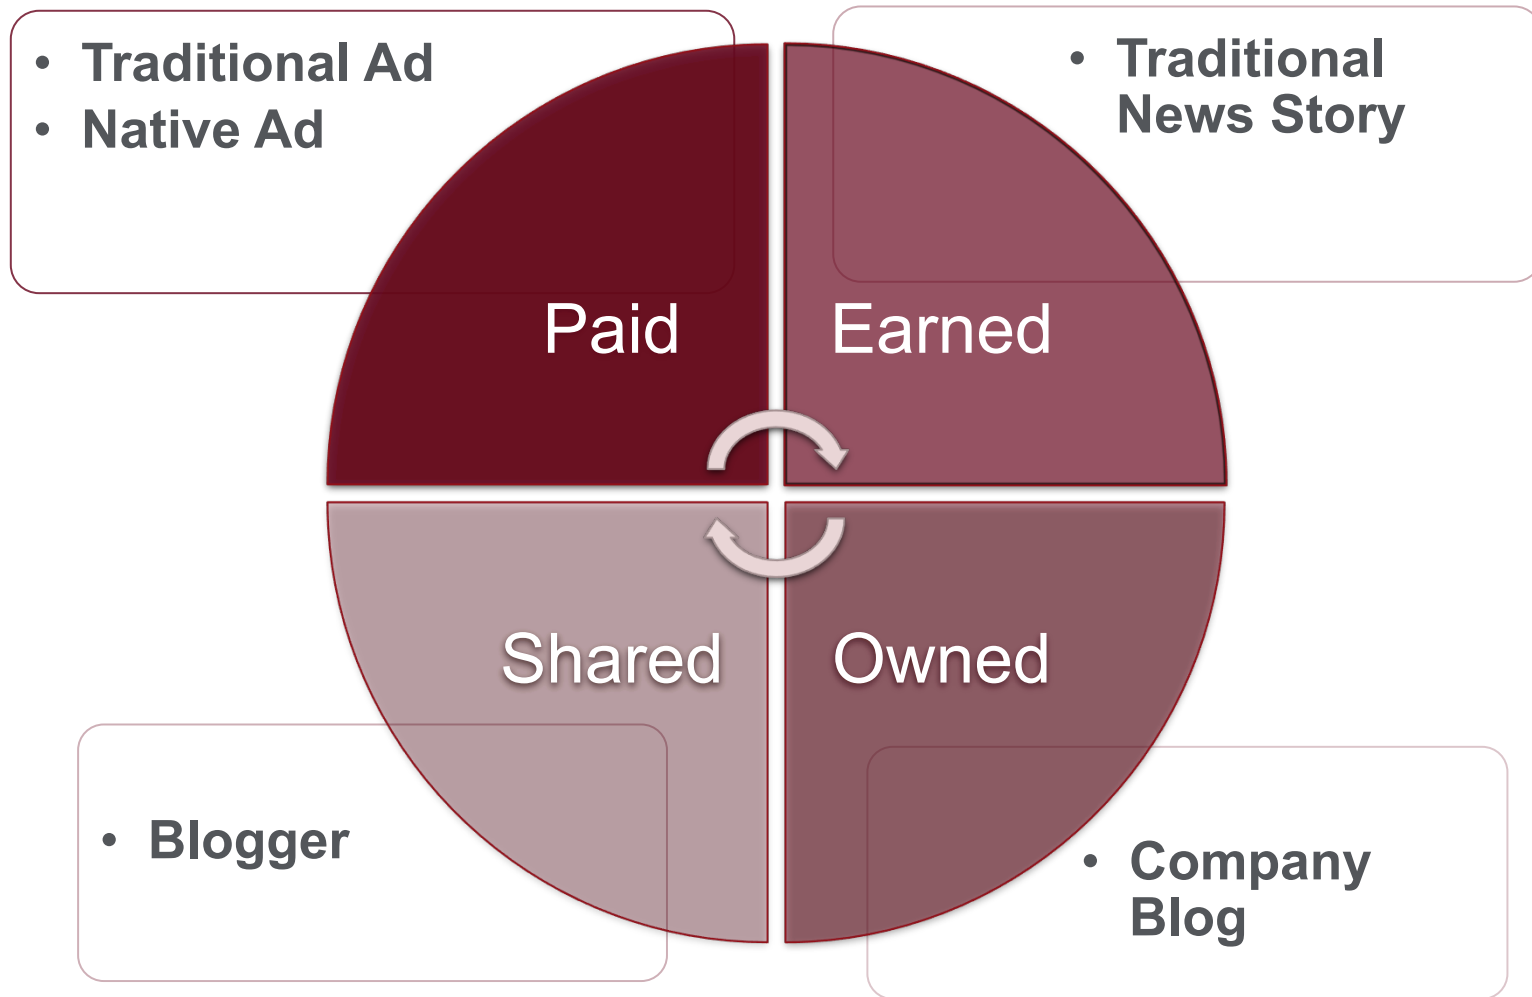 • Traditional Ad
• Native Ad
• Traditional
News Story
Paid
Earned
Shared
Owned
• Blogger
• Company
Blog